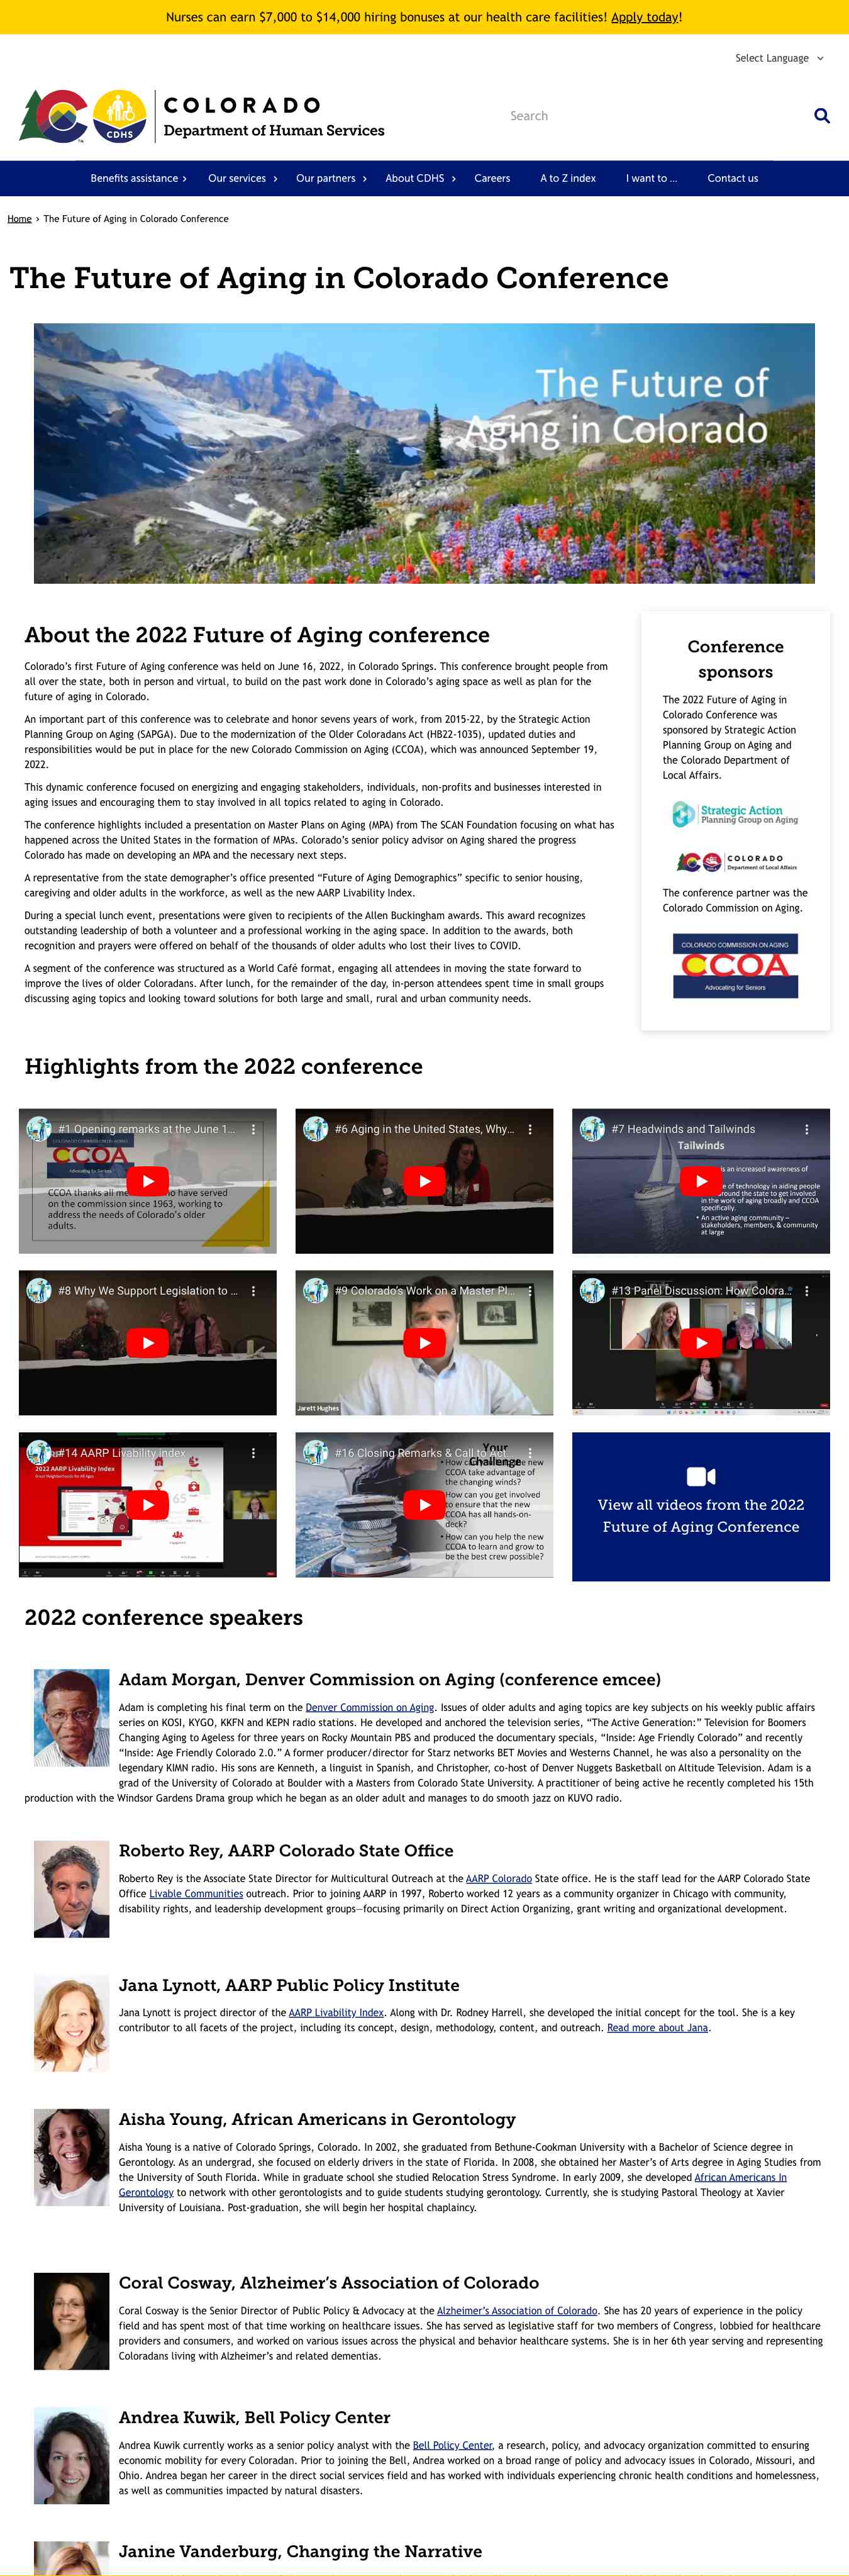 Nurses can earn $7,000 to $14,000 hiring bonuses at our health care facilities! Apply today!
Select Language
CDHS
COLORADO
Department of Human Services
Search
Benefits assistance
Our services
Our partners
About CDHS
Careers
A to Z index
I want to ...
Contact us
Home › The Future of Aging in Colorado Conference
The Future of Aging in Colorado Conference
The Future of
Aging in Colorado
About the 2022 Future of Aging conference
Colorado’s first Future of Aging conference was held on June 16, 2022, in Colorado Springs. This conference brought people from
all over the state, both in person and virtual, to build on the past work done in Colorado’s aging space as well as plan for the
future of aging in Colorado.
An important part of this conference was to celebrate and honor sevens years of work, from 2015-22, by the Strategic Action
Planning Group on Aging (SAPGA). Due to the modernization of the Older Coloradans Act (HB22-1035), updated duties and
responsibilities would be put in place for the new Colorado Commission on Aging (CCOA), which was announced September 19,
2022.
This dynamic conference focused on energizing and engaging stakeholders, individuals, non-profits and businesses interested in
aging issues and encouraging them to stay involved in all topics related to aging in Colorado.
The conference highlights included a presentation on Master Plans on Aging (MPA) from The SCAN Foundation focusing on what has
happened across the United States in the formation of MPAs. Colorado’s senior policy advisor on Aging shared the progress
Colorado has made on developing an MPA and the necessary next steps.
A representative from the state demographer’s office presented “Future of Aging Demographics” specific to senior housing,
caregiving and older adults in the workforce, as well as the new AARP Livability Index.
During a special lunch event, presentations were given to recipients of the Allen Buckingham awards. This award recognizes
outstanding leadership of both a volunteer and a professional working in the aging space. In addition to the awards, both
recognition and prayers were offered on behalf of the thousands of older adults who lost their lives to COVID.
A segment of the conference was structured as a World Café format, engaging all attendees in moving the state forward to
improve the lives of older Coloradans. After lunch, for the remainder of the day, in-person attendees spent time in small groups
discussing aging topics and looking toward solutions for both large and small, rural and urban community needs.
Conference
sponsors
The 2022 Future of Aging in
Colorado Conference was
sponsored by Strategic Action
Planning Group on Aging and
the Colorado Department of
Local Affairs.
Strategic Action
Planning Group on Aging
COLORADO
Department of Local Affairs
The conference partner was the
Colorado Commission on Aging.
COLORADO COMMISSION ON AGING
CCOA
Advocating for Seniors
Highlights from the 2022 conference
#1 Opening remarks at the June 1...
COLORADO COMMISSION ON AGING
CCOA
Advocating for Seniors
CCOA thanks all me who have served
on the commission since 1963, working to
address the needs of Colorado’s older
adults.
#6 Aging in the United States, Why...
#7 Headwinds and Tailwinds
Tailwinds
is an increased awareness of
of technology in aiding people
around the state to get involved
in the work of aging broadly and CCOA
specifically.
• An active aging community –
stakeholders, members, & community
at large
#8 Why We Support Legislation to ...
#9 Colorado’s Work on a Master Pl...
Jarett Hughes
#13 Panel Discussion: How Colora...
#14 AARP Livability index
2022 AARP Livability Index
Great Neighborhoods for All Ages
65
#16 Closing Remarks & Call to Act
Your
Challenge
new
CCOA take advantage of
the changing winds?
How can you get involved
to ensure that the new
CCOA has all hands-on-
deck?
• How can you help the new
CCOA to learn and grow to
be the best crew possible?
View all videos from the 2022
Future of Aging Conference
2022 conference speakers
Adam Morgan, Denver Commission on Aging (conference emcee)
Adam is completing his final term on the Denver Commission on Aging. Issues of older adults and aging topics are key subjects on his weekly public affairs
series on KOSI, KYGO, KKFN and KEPN radio stations. He developed and anchored the television series, “The Active Generation:” Television for Boomers
Changing Aging to Ageless for three years on Rocky Mountain PBS and produced the documentary specials, “Inside: Age Friendly Colorado” and recently
“Inside: Age Friendly Colorado 2.0.” A former producer/director for Starz networks BET Movies and Westerns Channel, he was also a personality on the
legendary KIMN radio. His sons are Kenneth, a linguist in Spanish, and Christopher, co-host of Denver Nuggets Basketball on Altitude Television. Adam is a
grad of the University of Colorado at Boulder with a Masters from Colorado State University. A practitioner of being active he recently completed his 15th
production with the Windsor Gardens Drama group which he began as an older adult and manages to do smooth jazz on KUVO radio.
Roberto Rey, AARP Colorado State Office
Roberto Rey is the Associate State Director for Multicultural Outreach at the AARP Colorado State office. He is the staff lead for the AARP Colorado State
Office Livable Communities outreach. Prior to joining AARP in 1997, Roberto worked 12 years as a community organizer in Chicago with community,
disability rights, and leadership development groups—focusing primarily on Direct Action Organizing, grant writing and organizational development.
Jana Lynott, AARP Public Policy Institute
Jana Lynott is project director of the AARP Livability Index. Along with Dr. Rodney Harrell, she developed the initial concept for the tool. She is a key
contributor to all facets of the project, including its concept, design, methodology, content, and outreach. Read more about Jana.
Aisha Young, African Americans in Gerontology
Aisha Young is a native of Colorado Springs, Colorado. In 2002, she graduated from Bethune-Cookman University with a Bachelor of Science degree in
Gerontology. As an undergrad, she focused on elderly drivers in the state of Florida. In 2008, she obtained her Master’s of Arts degree in Aging Studies from
the University of South Florida. While in graduate school she studied Relocation Stress Syndrome. In early 2009, she developed African Americans In
Gerontology to network with other gerontologists and to guide students studying gerontology. Currently, she is studying Pastoral Theology at Xavier
University of Louisiana. Post-graduation, she will begin her hospital chaplaincy.
Coral Cosway, Alzheimer’s Association of Colorado
Coral Cosway is the Senior Director of Public Policy & Advocacy at the Alzheimer’s Association of Colorado. She has 20 years of experience in the policy
field and has spent most of that time working on healthcare issues. She has served as legislative staff for two members of Congress, lobbied for healthcare
providers and consumers, and worked on various issues across the physical and behavior healthcare systems. She is in her 6th year serving and representing
Coloradans living with Alzheimer’s and related dementias.
Andrea Kuwik, Bell Policy Center
Andrea Kuwik currently works as a senior policy analyst with the Bell Policy Center, a research, policy, and advocacy organization committed to ensuring
economic mobility for every Coloradan. Prior to joining the Bell, Andrea worked on a broad range of policy and advocacy issues in Colorado, Missouri, and
Ohio. Andrea began her career in the direct social services field and has worked with individuals experiencing chronic health conditions and homelessness,
as well as communities impacted by natural disasters.
Janine Vanderburg, Changing the Narrative